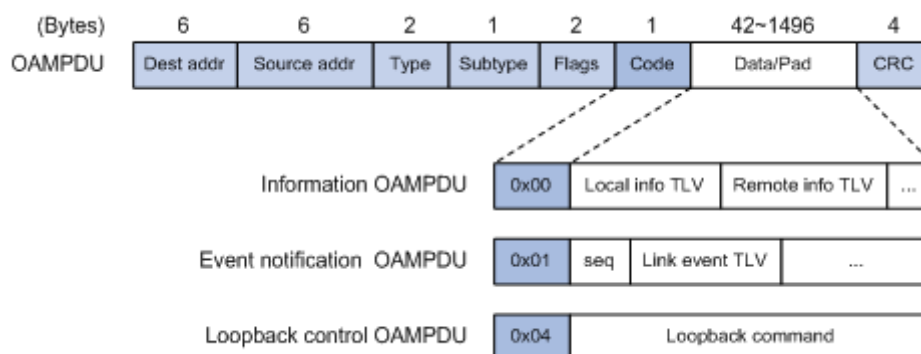 (Bytes) 6 6 2 1 2 1 42~1496 4
OAMPDU Dest addr Source addr Type Subtype Flags Code Data/Pad CRC
Information OAMPDU 0x00 Local info TLV Remote info TLV ...
Event notification OAMPDU 0x01 seq Link event TLV ...
Loopback control OAMPDU 0x04 Loopback command